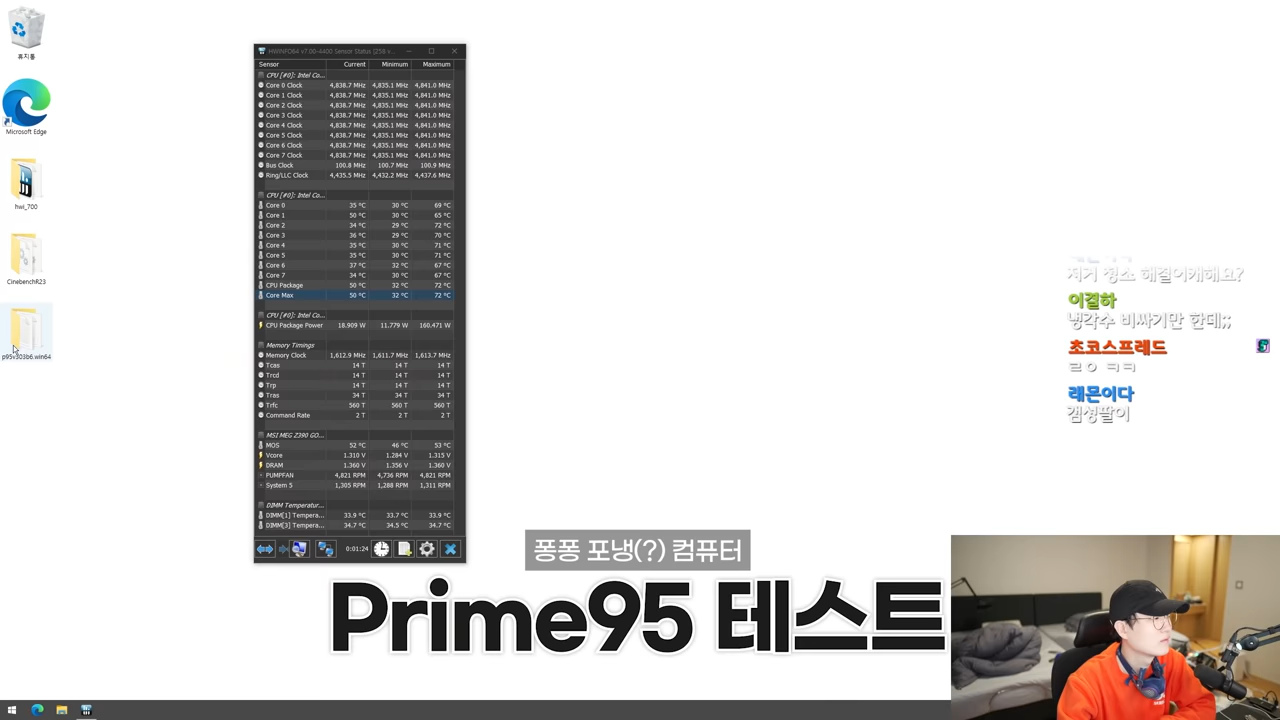 휴지통
Microsoft Edge
hwi_700
CinebenchR23
p95v303b6.win64
HWiNFO64 v7.00-4400 Sensor Status [258 v...
Sensor Current Minimum Maximum
CPU [#0]: Intel Co...
Core 0 Clock 4,838.7 MHz 4,835.1 MHz 4,841.0 MHz
Core 1 Clock 4,838.7 MHz 4,835.1 MHz 4,841.0 MHz
Core 2 Clock 4,838.7 MHz 4,835.1 MHz 4,841.0 MHz
Core 3 Clock 4,838.7 MHz 4,835.1 MHz 4,841.0 MHz
Core 4 Clock 4,838.7 MHz 4,835.1 MHz 4,841.0 MHz
Core 5 Clock 4,838.7 MHz 4,835.1 MHz 4,841.0 MHz
Core 6 Clock 4,838.7 MHz 4,835.1 MHz 4,841.0 MHz
Core 7 Clock 4,838.7 MHz 4,835.1 MHz 4,841.0 MHz
Bus Clock 100.8 MHz 100.7 MHz 100.9 MHz
Ring/LLC Clock 4,435.5 MHz 4,432.2 MHz 4,437.6 MHz
CPU [#0]: Intel Co...
Core 0 35 °C 30 °C 69 °C
Core 1 50 °C 30 °C 65 °C
Core 2 34 °C 29 °C 72 °C
Core 3 36 °C 29 °C 70 °C
Core 4 35 °C 30 °C 71 °C
Core 5 35 °C 30 °C 71 °C
Core 6 37 °C 32 °C 67 °C
Core 7 34 °C 30 °C 67 °C
CPU Package 50 °C 32 °C 72 °C
Core Max 50 °C 32 °C 72 °C
CPU [#0]: Intel Co...
CPU Package Power 18.909 W 11.779 W 160.471 W
Memory Timings
Memory Clock 1,612.9 MHz 1,611.7 MHz 1,613.7 MHz
Tcas 14 T 14 T 14 T
Trcd 14 T 14 T 14 T
Trp 14 T 14 T 14 T
Tras 34 T 34 T 34 T
Trfc 560 T 560 T 560 T
Command Rate 2 T 2 T 2 T
MSI MEG Z390 GO...
MOS 52 °C 46 °C 53 °C
Vcore 1.310 V 1.284 V 1.315 V
DRAM 1.360 V 1.356 V 1.360 V
PUMPFAN 4,821 RPM 4,736 RPM 4,821 RPM
System 5 1,305 RPM 1,288 RPM 1,311 RPM
DIMM Temperatur...
DIMM[1] Tempera... 33.9 °C 33.7 °C 33.9 °C
DIMM[3] Tempera... 34.7 °C 34.5 °C 34.7 °C
0:01:24
저기 청소 해결어캐해요?
이결하
냉각수 비싸기만 한데;;
초코스프레드
ㄹㅇ ㅋㅋ
래몬이다
갬성딸이
퐁퐁 포냉(?) 컴퓨터
Prime95 테스트